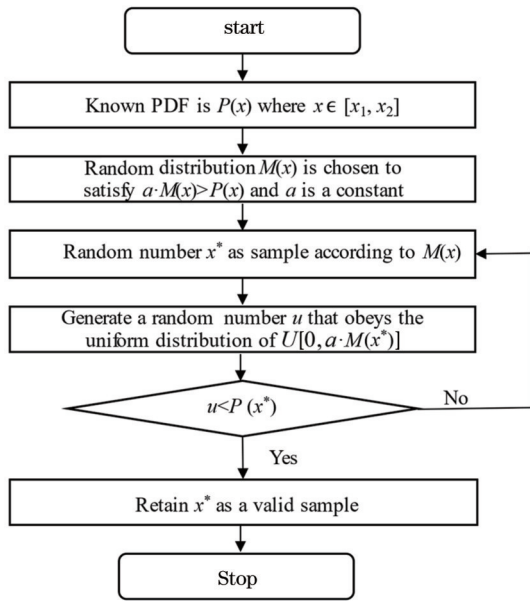 start
Known PDF is P(x) where x∈[x₁, x₂]
Random distribution M(x) is chosen to
satisfy a·M(x)>P(x) and a is a constant
Random number x* as sample according to M(x)
Generate a random number u that obeys the
uniform distribution of U[0, a·M(x*)]
u<P (x*)
No
Yes
Retain x* as a valid sample
Stop